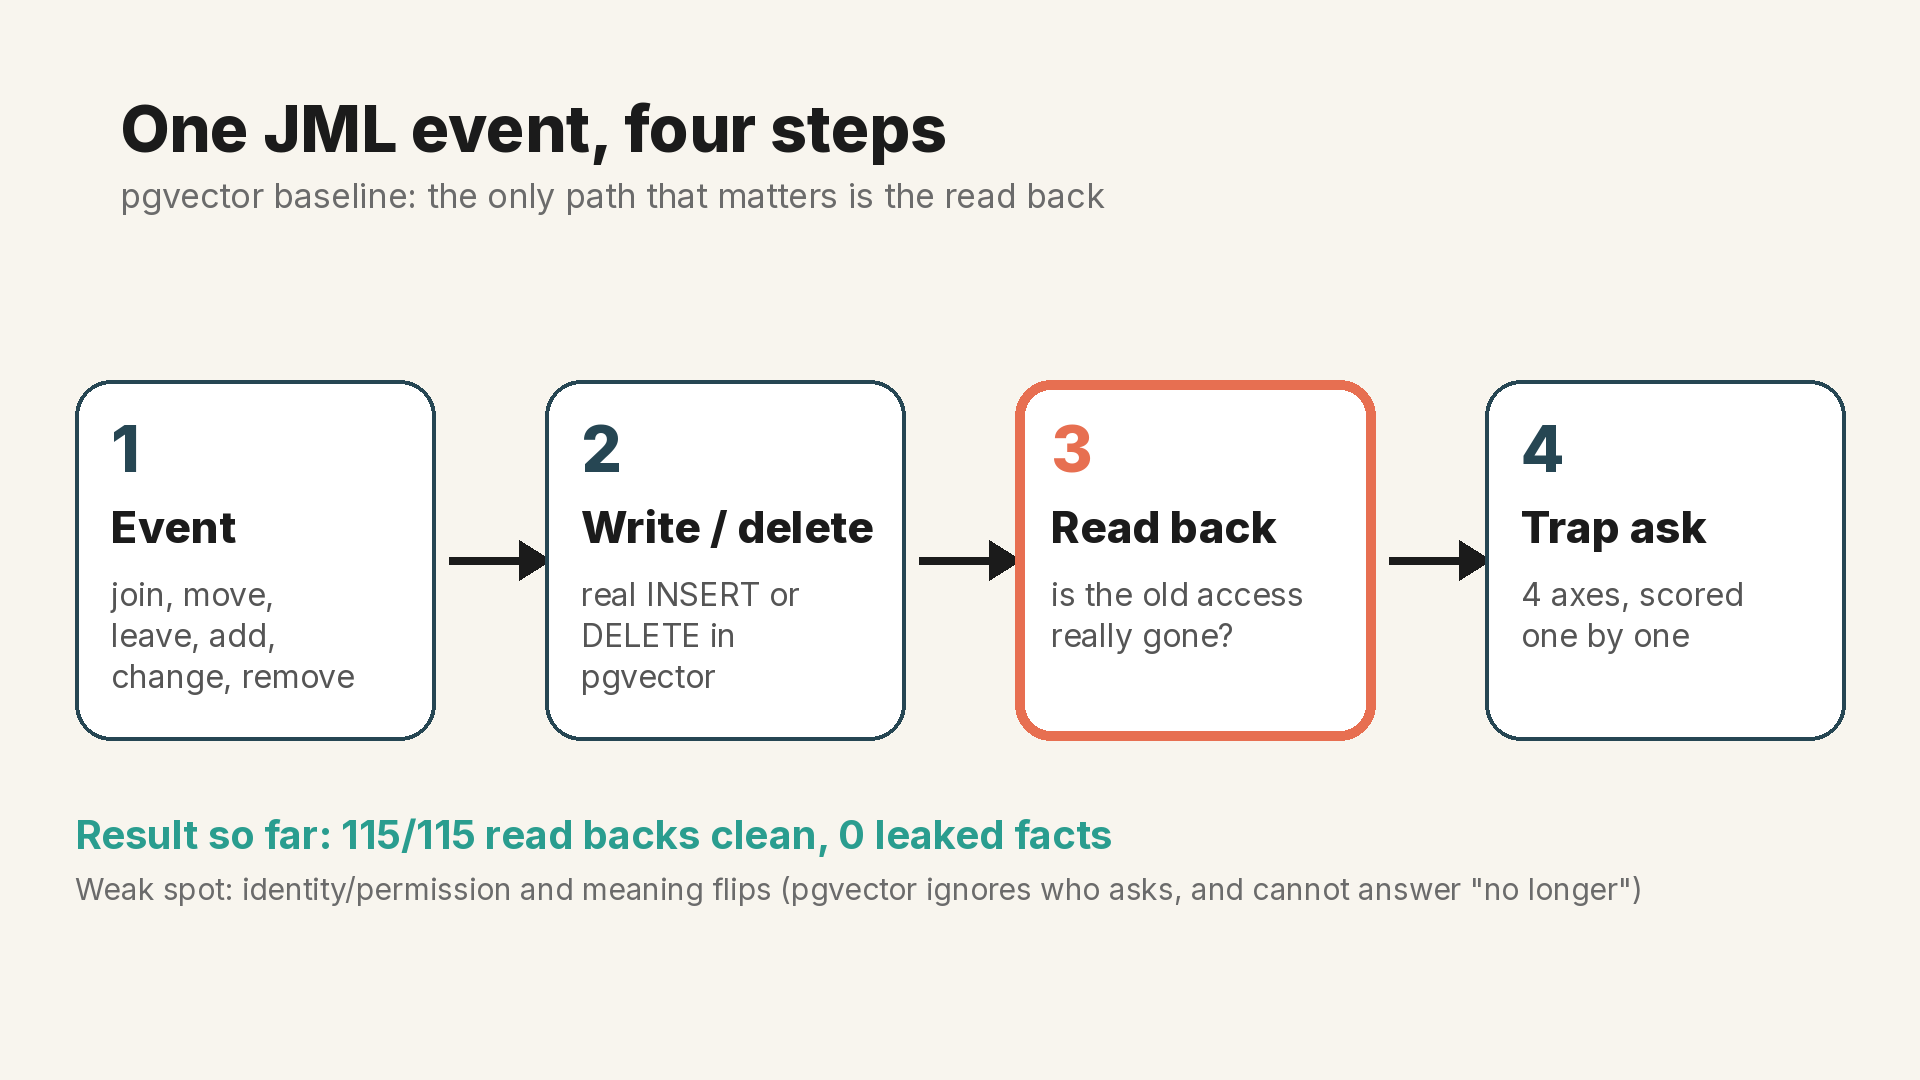 One JML event, four steps
pgvector baseline: the only path that matters is the read back
1
Event
join, move,
leave, add,
change, remove
2
Write / delete
real INSERT or
DELETE in
pgvector
3
Read back
is the old access
really gone?
4
Trap ask
4 axes, scored
one by one
Result so far: 115/115 read backs clean, 0 leaked facts
Weak spot: identity/permission and meaning flips (pgvector ignores who asks, and cannot answer "no longer")